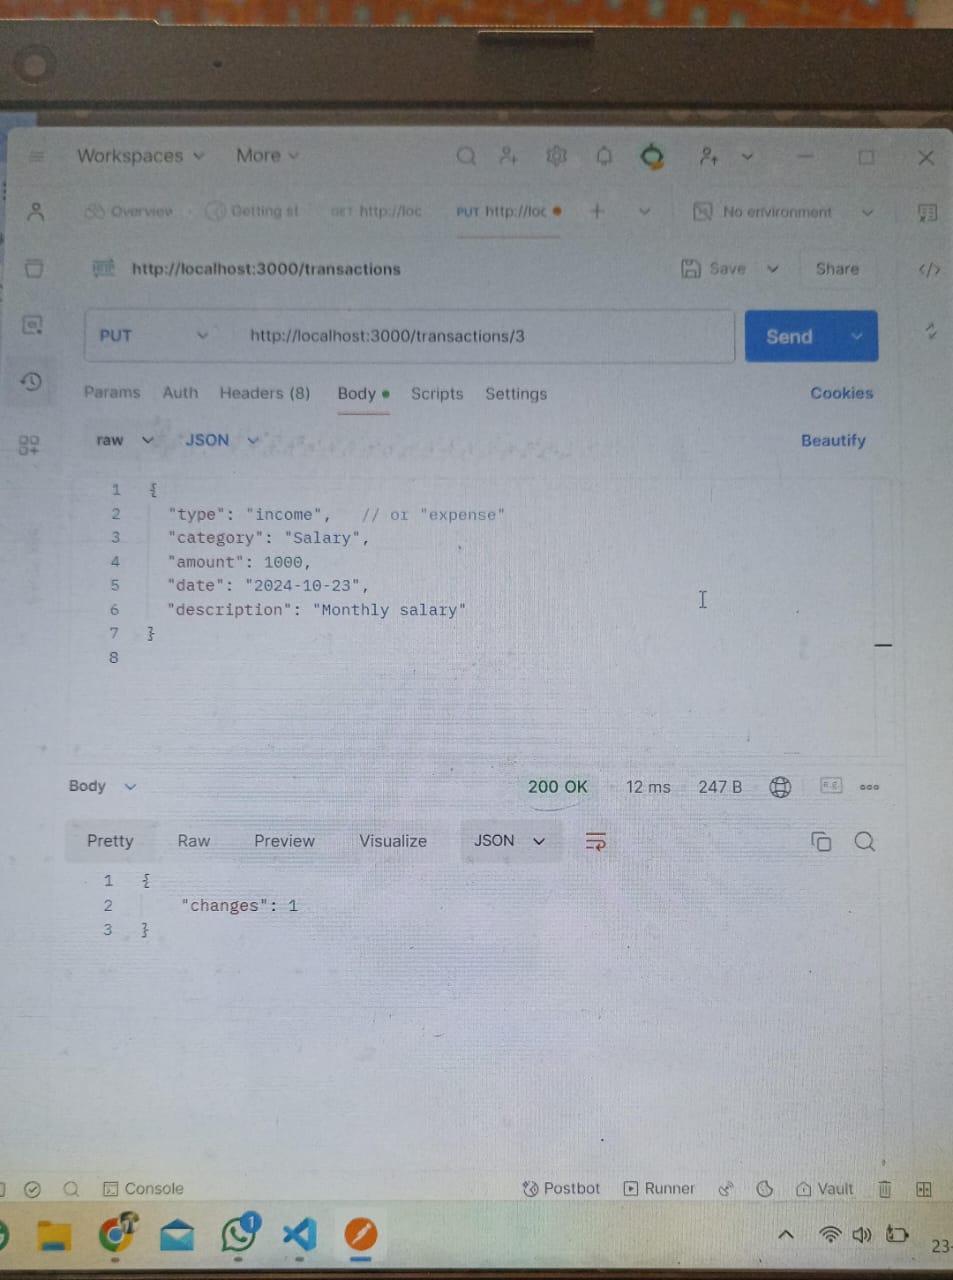 Workspaces More
Overview Getting st GET http://loc PUT http://loc No environment
http://localhost:3000/transactions Save Share
PUT http://localhost:3000/transactions/3 Send
Params Auth Headers (8) Body Scripts Settings Cookies
raw JSON Beautify
1 {
2 "type": "income", // or "expense"
3 "category": "Salary",
4 "amount": 1000,
5 "date": "2024-10-23",
6 "description": "Monthly salary"
7 }
8
Body 200 OK 12 ms 247 B
Pretty Raw Preview Visualize JSON
1 {
2 "changes": 1
3 }
Console Postbot Runner Vault
1
23-